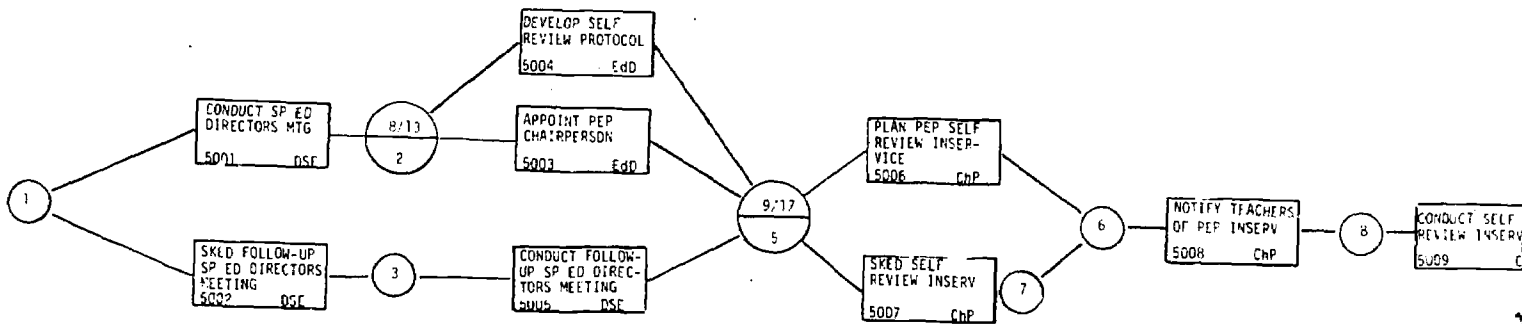 1
CONDUCT SP ED
DIRECTORS MTG
5001 DSE
8/13
2
DEVELOP SELF
REVIEW PROTOCOL
5004 EdD
APPOINT PEP
CHAIRPERSON
5003 EdD
SKED FOLLOW-UP
SP ED DIRECTORS
MEETING
5002 DSE
3
CONDUCT FOLLOW-
UP SP ED DIREC-
TORS MEETING
5005 DSE
9/17
5
PLAN PEP SELF
REVIEW INSER-
VICE
5006 ChP
SKED SELF
REVIEW INSERV
5007 ChP
7
6
NOTIFY TEACHERS
OF PEP INSERV
5008 ChP
8
CONDUCT SELF
REVIEW INSERV
5009 C